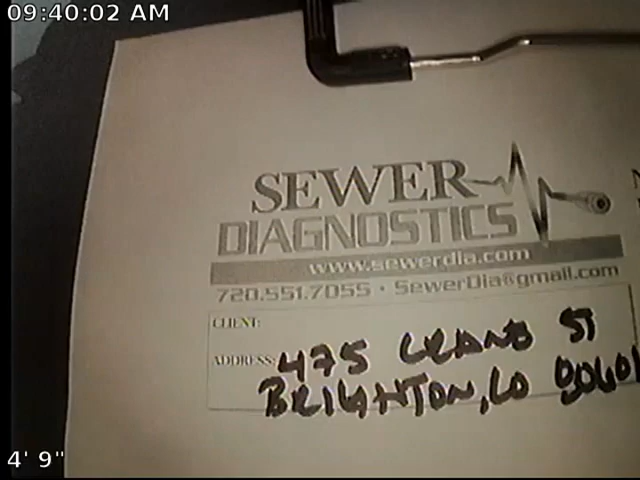 09:40:02 AM
SEWER
DIAGNOSTICS
www.sewerdia.com
720.551.7055 · SewerDia@gmail.com
CLIENT:
ADDRESS: 475 ST
BRIGHTON, CO
4' 9"